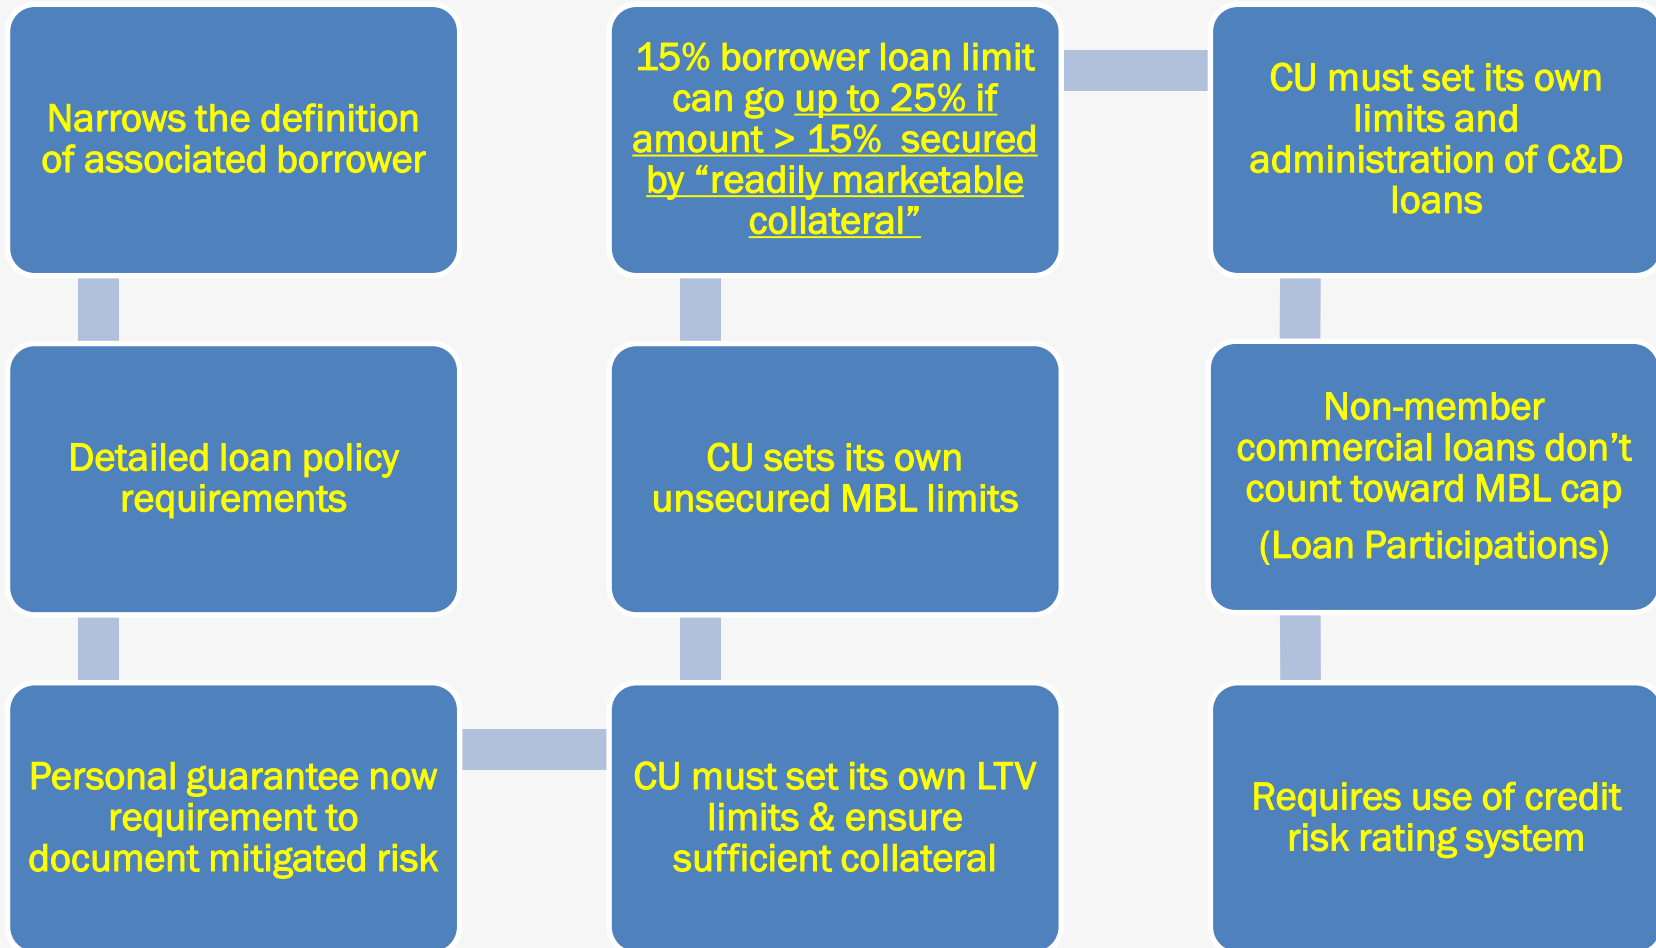 Narrows the definition
of associated borrower
Detailed loan policy
requirements
Personal guarantee now
requirement to
document mitigated risk
CU must set its own LTV
limits & ensure
sufficient collateral
CU sets its own
unsecured MBL limits
15% borrower loan limit
can go up to 25% if
amount > 15%  secured
by “readily marketable
collateral”
CU must set its own
limits and
administration of C&D
loans
Non-member
commercial loans don’t
count toward MBL cap
(Loan Participations)
Requires use of credit
risk rating system